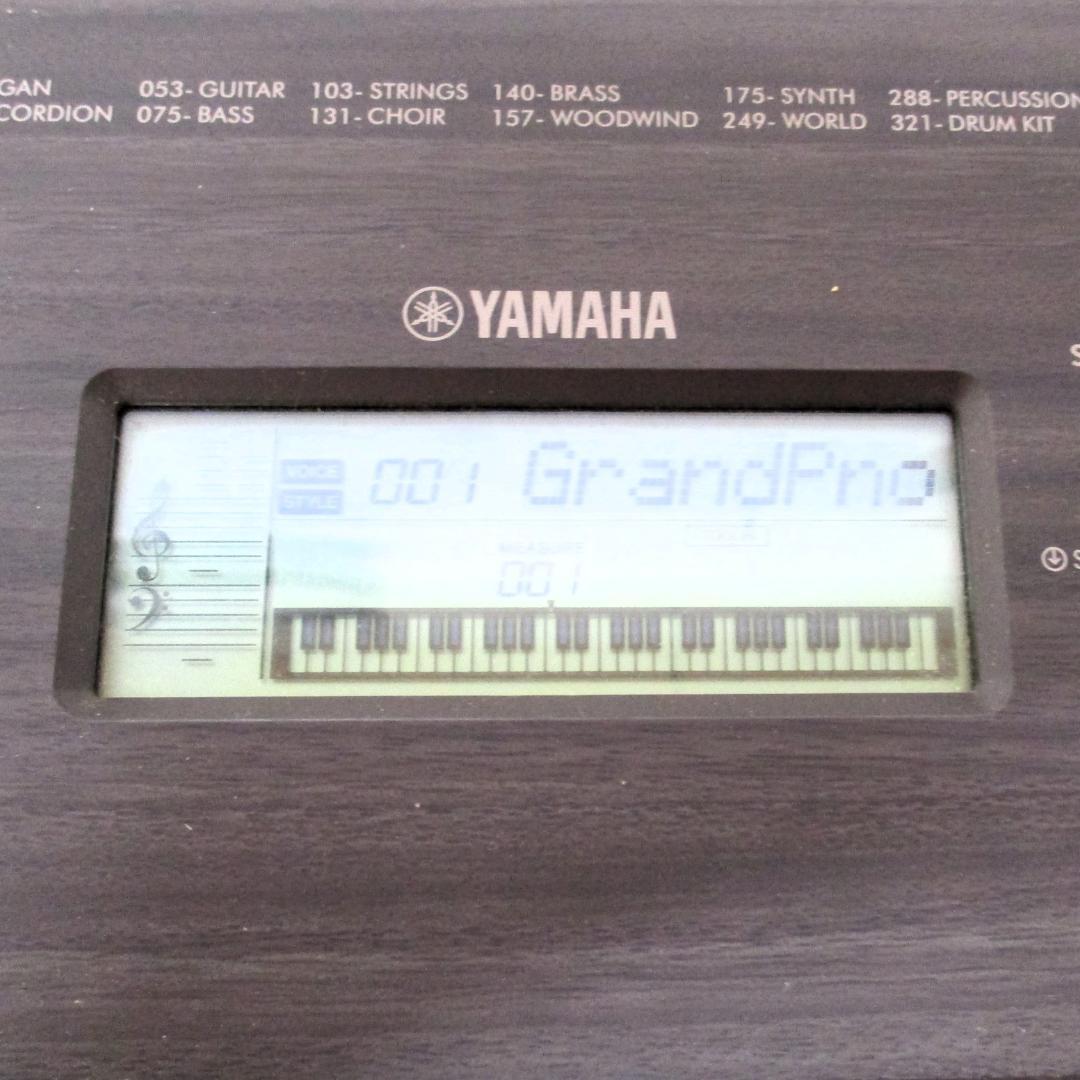 GAN 053- GUITAR 103- STRINGS 140- BRASS 175- SYNTH 288- PERCUSSION
CORDION 075- BASS 131- CHOIR 157- WOODWIND 249- WORLD 321- DRUM KIT
YAMAHA
S
VOICE
STYLE
001 GrandPno
MEASURE
001
S